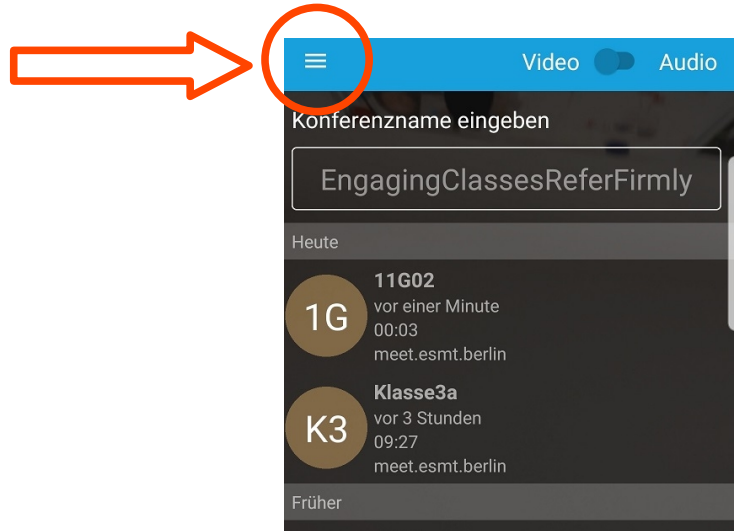 Video Audio
Konferenzname eingeben
EngagingClassesReferFirmly
Heute
1G
11G02
vor einer Minute
00:03
meet.esmt.berlin
K3
Klasse3a
vor 3 Stunden
09:27
meet.esmt.berlin
Früher